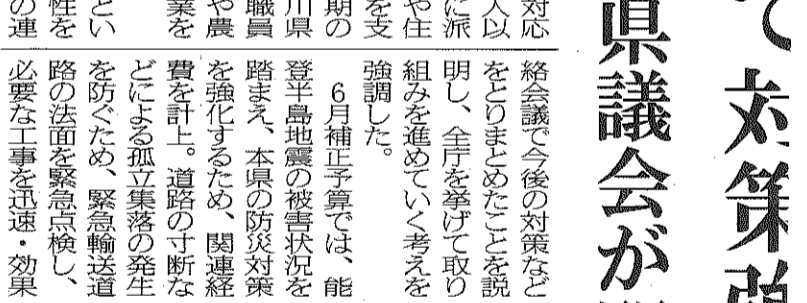 て対策強
県議会が
対応
人以
に派
や住
を支
期の
川県
職員
や農
業を
とい
性を
の連
絡会議で今後の対策など
をとりまとめたことを説
明し、全庁を挙げて取り
組みを進めていく考えを
強調した。
6月補正予算では、能
登半島地震の被害状況を
踏まえ、本県の防災対策
を強化するため、関連経
費を計上。道路の寸断な
どによる孤立集落の発生
を防ぐため、緊急輸送道
路の法面を緊急点検し、
必要な工事を迅速・効果